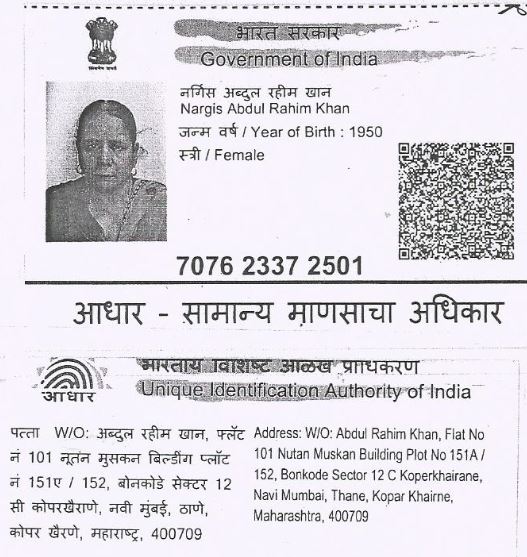 भारत सरकार
Government of India
नर्गिस अब्दुल रहीम खान
Nargis Abdul Rahim Khan
जन्म वर्ष / Year of Birth : 1950
स्त्री / Female
7076 2337 2501
आधार - सामान्य माणसाचा अधिकार
भारतीय विशिष्ट ओळख प्राधिकरण
Unique Identification Authority of India
आधार
पत्ता W/O: अब्दुल रहीम खान, फ्लॅट
नं 101 नूतन मुसकन बिल्डींग प्लॉट
नं 151ए / 152, बोनकोडे सेक्टर 12
सी कोपरखैराणे, नवी मुंबई, ठाणे,
कोपर खैरणे, महाराष्ट्र, 400709
Address: W/O: Abdul Rahim Khan, Flat No
101 Nutan Muskan Building Plot No 151A /
152, Bonkode Sector 12 C Koperkhairane,
Navi Mumbai, Thane, Kopar Khairne,
Maharashtra, 400709